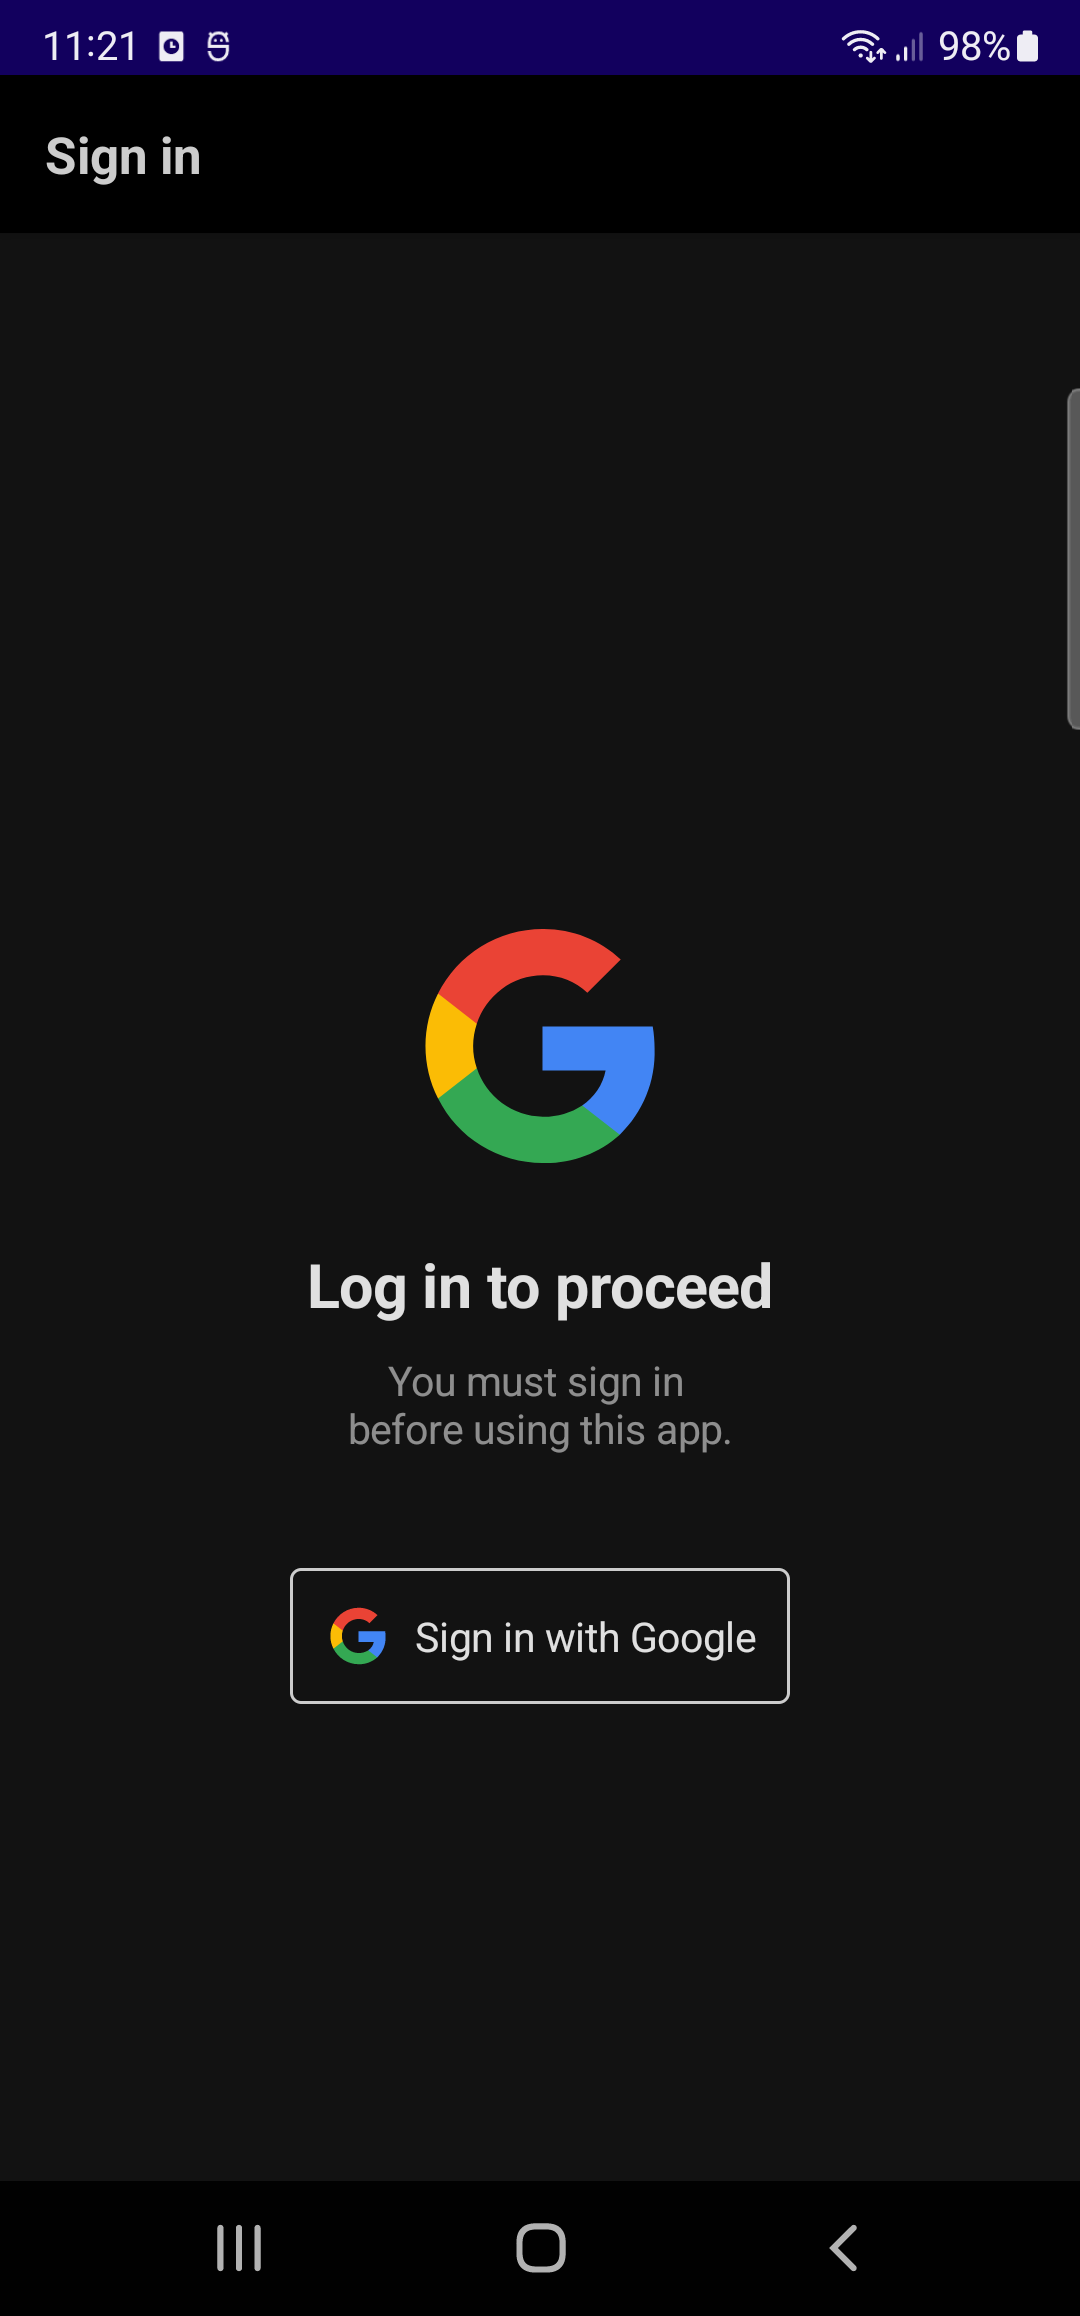 11:21 98%
Sign in
Log in to proceed
You must sign in
before using this app.
Sign in with Google